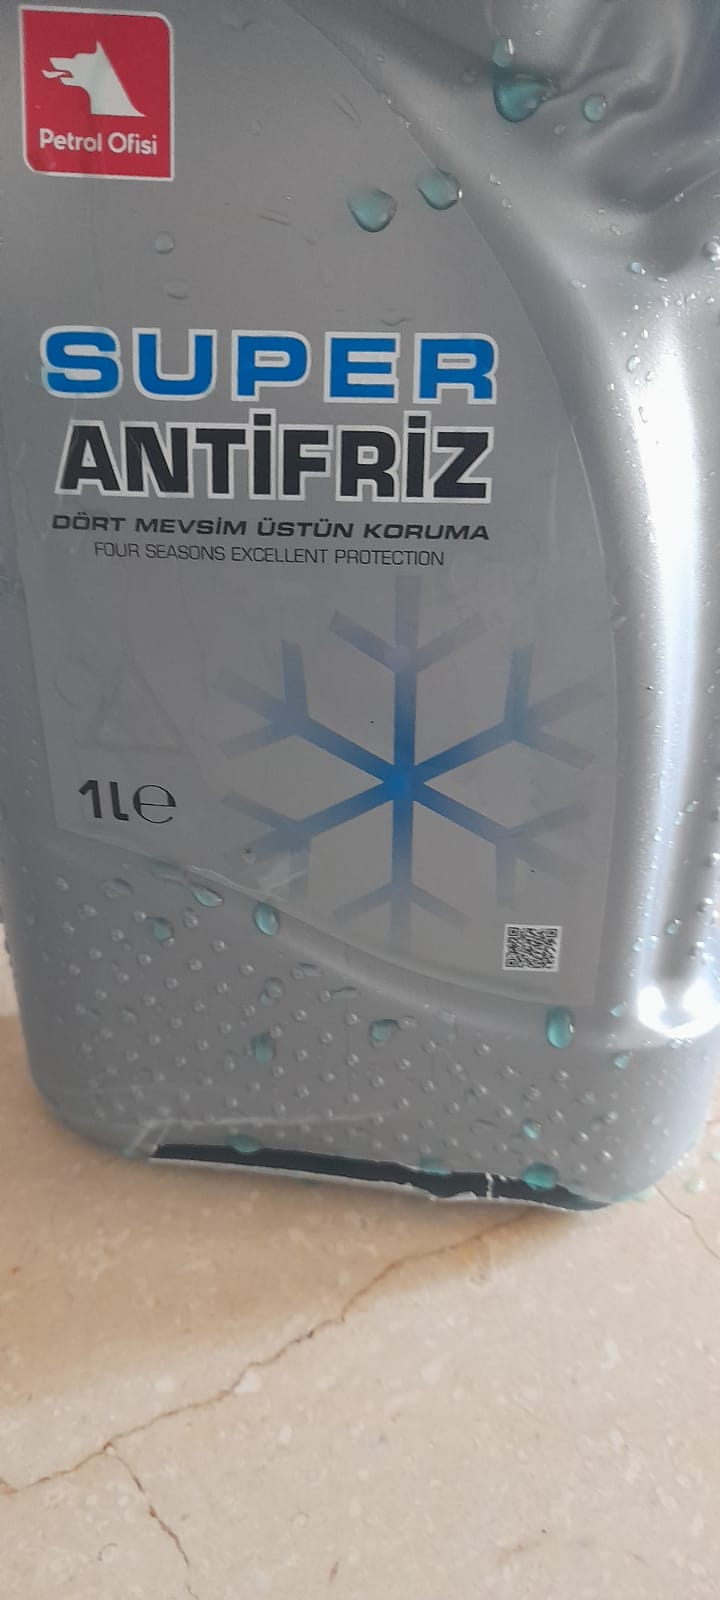 Petrol Ofisi
SUPER
ANTİFRİZ
DÖRT MEVSİM ÜSTÜN KORUMA
FOUR SEASONS EXCELLENT PROTECTION
1L℮